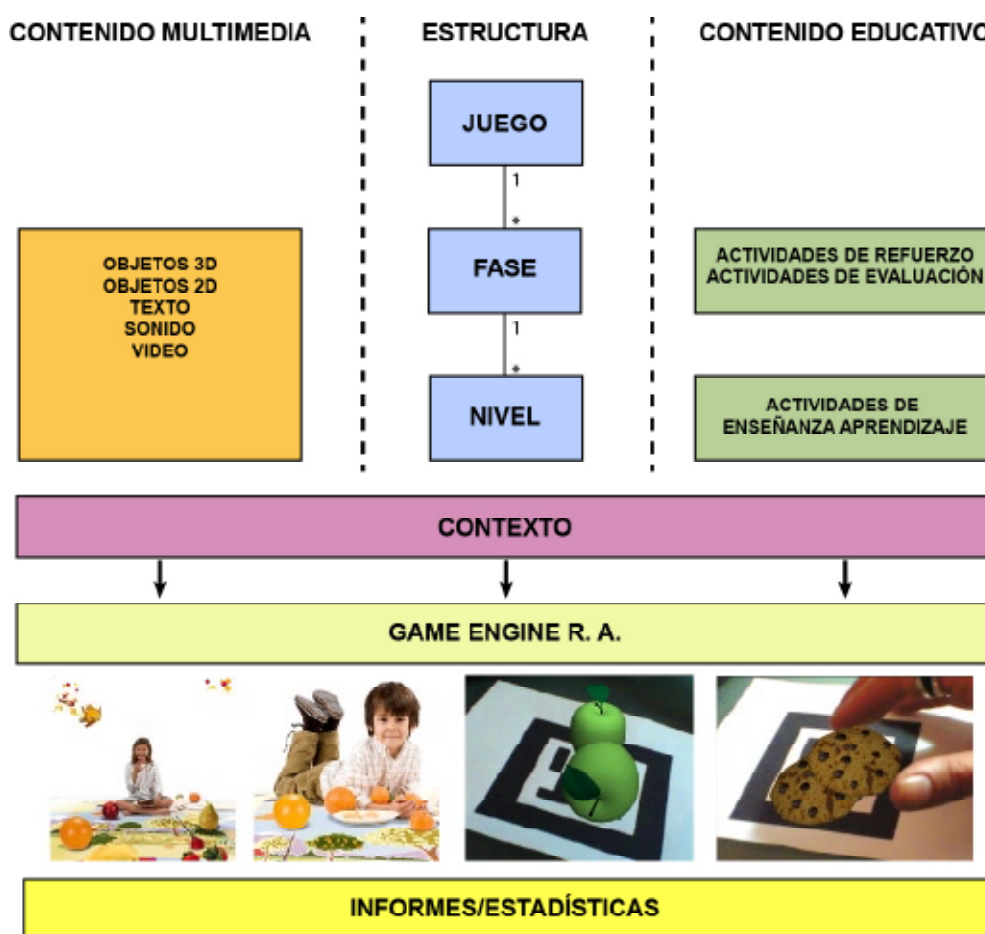 CONTENIDO MULTIMEDIA
ESTRUCTURA
CONTENIDO EDUCATIVO
JUEGO
1
*
FASE
1
*
NIVEL
OBJETOS 3D
OBJETOS 2D
TEXTO
SONIDO
VIDEO
ACTIVIDADES DE REFUERZO
ACTIVIDADES DE EVALUACIÓN
ACTIVIDADES DE
ENSEÑANZA APRENDIZAJE
CONTEXTO
GAME ENGINE R. A.
INFORMES/ESTADÍSTICAS